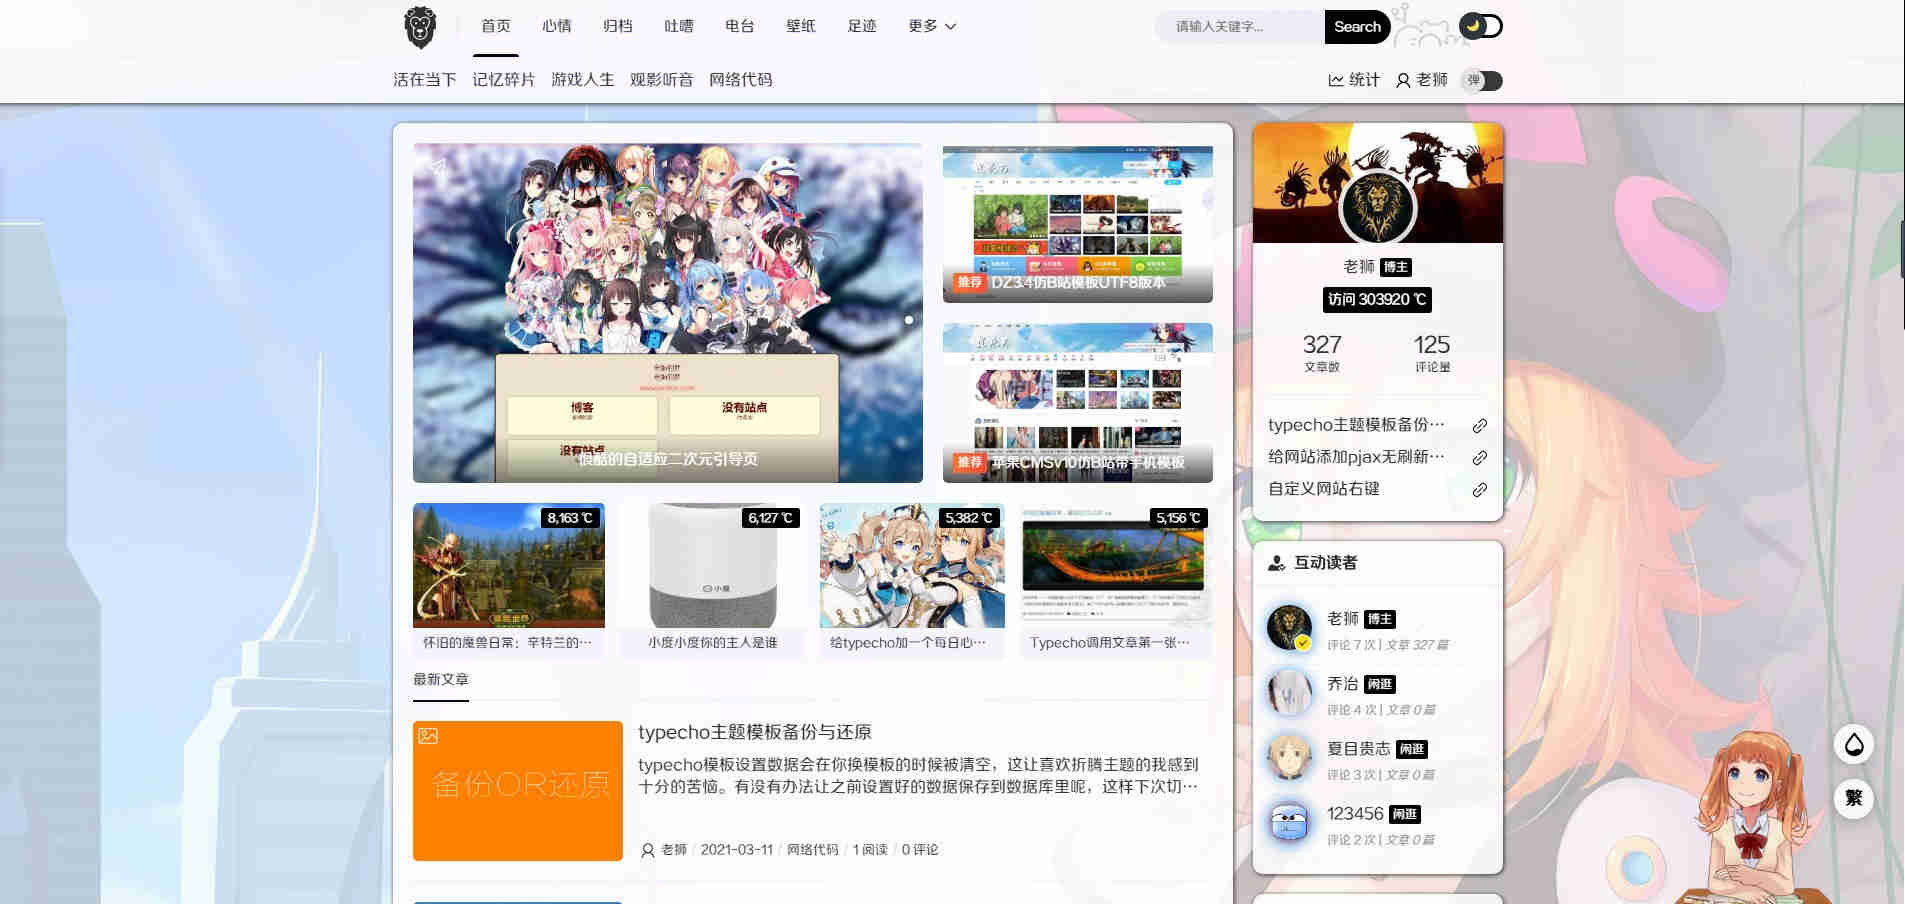 首页 心情 归档 吐嘈 电台 壁纸 足迹 更多
请输入关键字... Search
活在当下 记忆碎片 游戏人生 观影听音 网络代码
统计 老狮 弹
博客
没有站点
没有站点
很酷的自适应二次元引导页
推荐 DZ3.4仿B站模板UTF8版本
推荐 苹果CMSv10仿B站带手机模板
8,163 ℃
怀旧的魔兽日常：辛特兰的…
6,127 ℃
小度
小度小度你的主人是谁
5,382 ℃
给typecho加一个每日心…
5,156 ℃
Typecho调用文章第一张…
最新文章
备份OR还原
typecho主题模板备份与还原
typecho模板设置数据会在你换模板的时候被清空，这让喜欢折腾主题的我感到
十分的苦恼。有没有办法让之前设置好的数据保存到数据库里呢，这样下次切…
老狮 / 2021-03-11 / 网络代码 / 1 阅读 / 0 评论
老狮 博主
访问 303920 ℃
327 125
文章数 评论量
typecho主题模板备份…
给网站添加pjax无刷新…
自定义网站右键
互动读者
老狮 博主
评论 7 次 | 文章 327 篇
乔治 闲逛
评论 4 次 | 文章 0 篇
夏目贵志 闲逛
评论 3 次 | 文章 0 篇
123456 闲逛
评论 2 次 | 文章 0 篇
繁